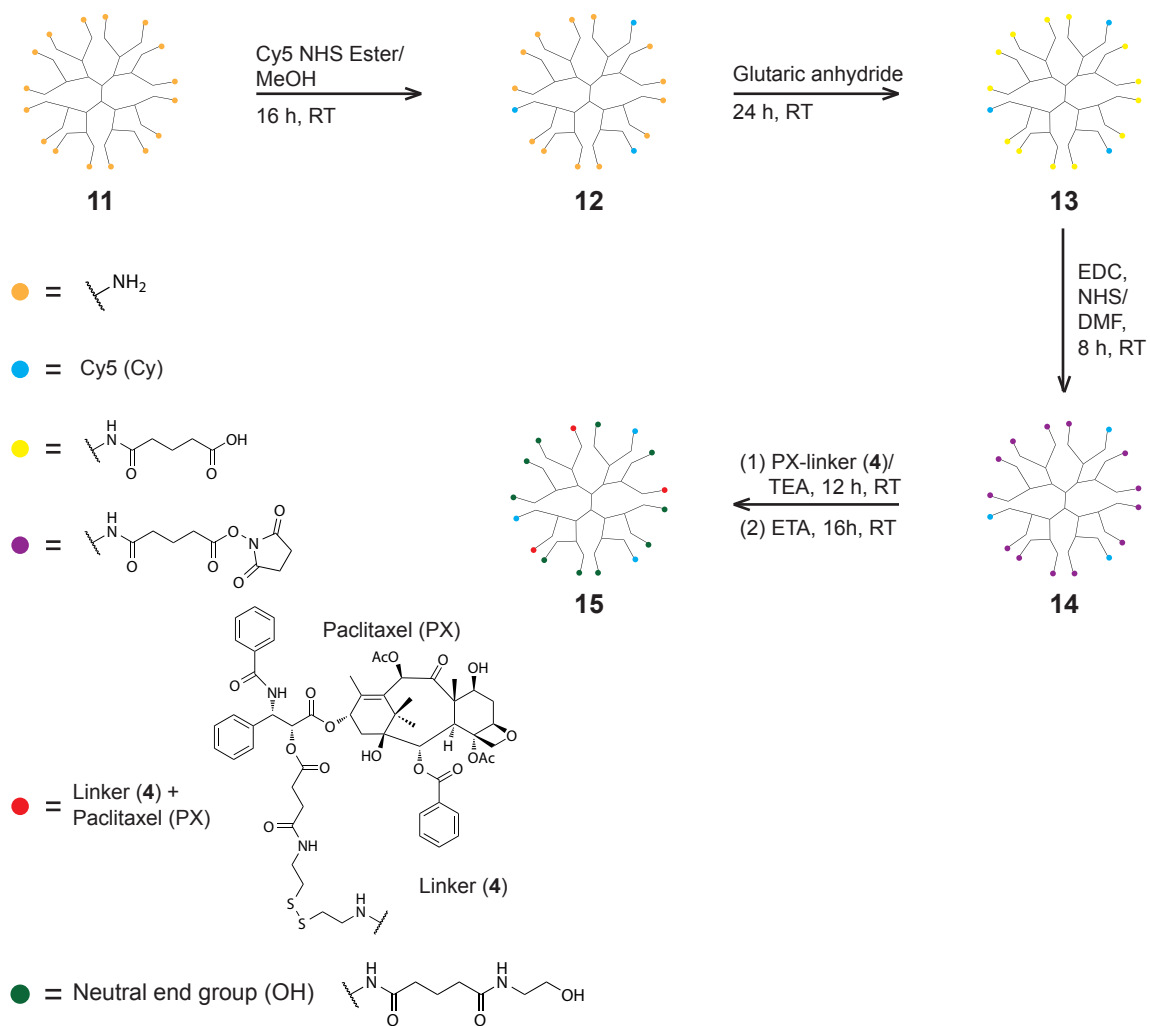 Cy5 NHS Ester/
MeOH
16 h, RT
Glutaric anhydride
24 h, RT
11
12
13
EDC,
NHS/
DMF,
8 h, RT
= NH2
= Cy5 (Cy)
= H
N
O
O
OH
= H
N
O
O
O
N
O
O
(1) PX-linker (4)/
TEA, 12 h, RT
(2) ETA, 16h, RT
15
14
Paclitaxel (PX)
O
NH
O
O
O
O
AcO
O
OH
HO
H
O
O
OAc
O
= Linker (4) +
Paclitaxel (PX)
O
NH
Linker (4)
S
S
H
N
= Neutral end group (OH)
H
N
O
O
H
N
OH